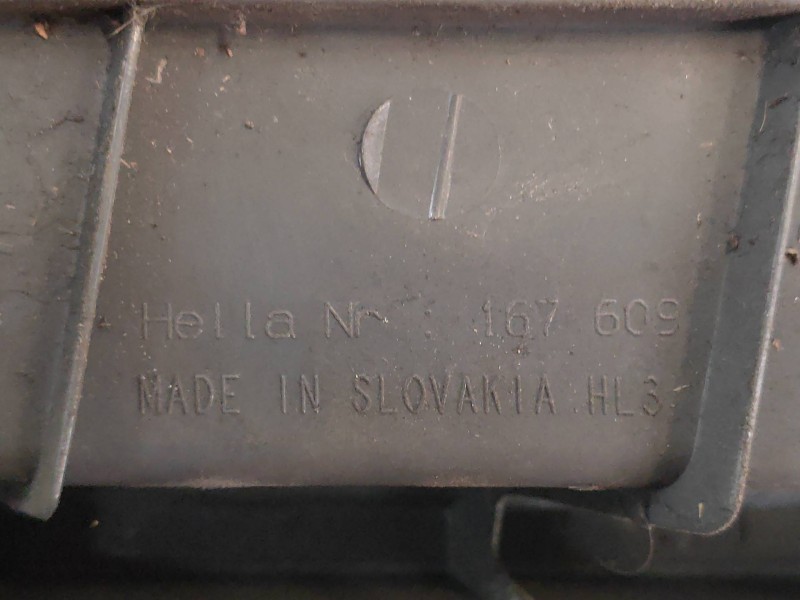 Hella Nr : 167 609
MADE IN SLOVAKIA HL3